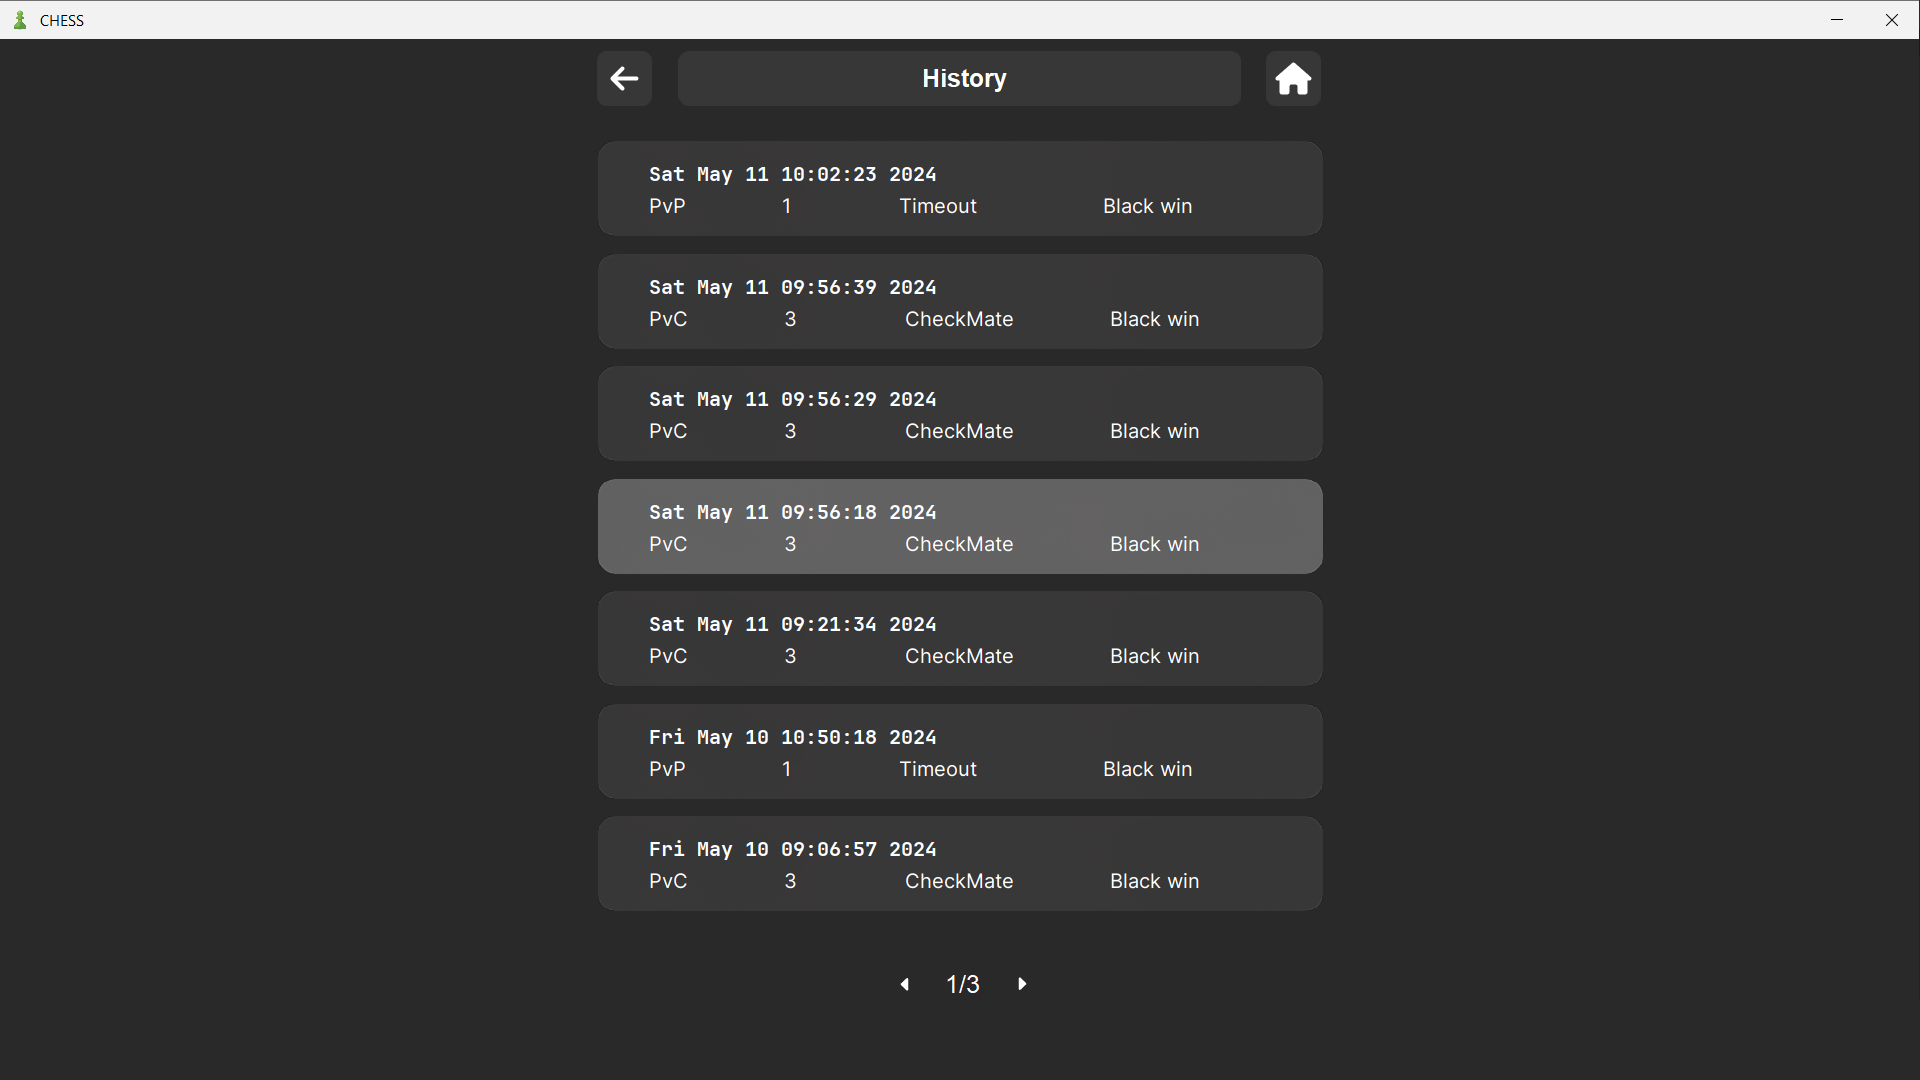 CHESS
History
Sat May 11 10:02:23 2024
PvP 1 Timeout Black win
Sat May 11 09:56:39 2024
PvC 3 CheckMate Black win
Sat May 11 09:56:29 2024
PvC 3 CheckMate Black win
Sat May 11 09:56:18 2024
PvC 3 CheckMate Black win
Sat May 11 09:21:34 2024
PvC 3 CheckMate Black win
Fri May 10 10:50:18 2024
PvP 1 Timeout Black win
Fri May 10 09:06:57 2024
PvC 3 CheckMate Black win
1/3